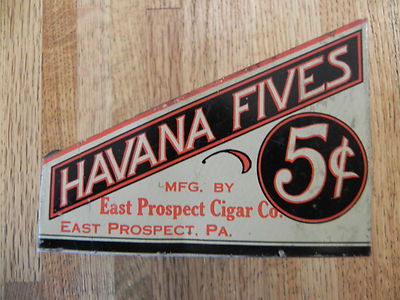 HAVANA FIVES
5¢
MFG. BY
East Prospect Cigar Co.
EAST PROSPECT, PA.